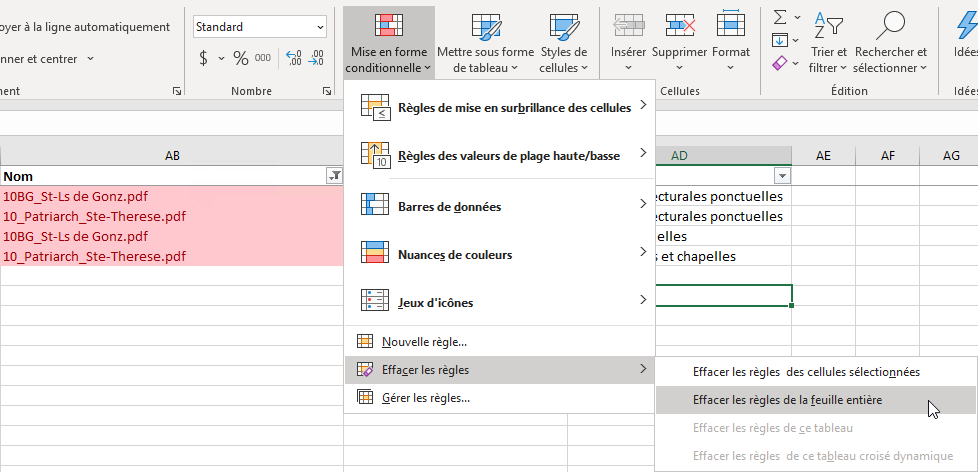 oyer à la ligne automatiquement
nner et centrer
ment
Standard
$ % 000
Nombre
Mise en forme
conditionnelle
Mettre sous forme
de tableau
Styles de
cellules
Insérer
Supprimer
Format
Cellules
Trier et
filtrer
Rechercher et
sélectionner
Édition
Idées
Idées
Règles de mise en surbrillance des cellules
Règles des valeurs de plage haute/basse
Barres de données
Nuances de couleurs
Jeux d'icônes
Nouvelle règle...
Effacer les règles
Gérer les règles...
Effacer les règles des cellules sélectionnées
Effacer les règles de la feuille entière
Effacer les règles de ce tableau
Effacer les règles de ce tableau croisé dynamique
AB
AD
AE
AF
AG
Nom
10BG_St-Ls de Gonz.pdf
ecturales ponctuelles
10_Patriarch_Ste-Therese.pdf
ecturales ponctuelles
10BG_St-Ls de Gonz.pdf
elles
10_Patriarch_Ste-Therese.pdf
s et chapelles